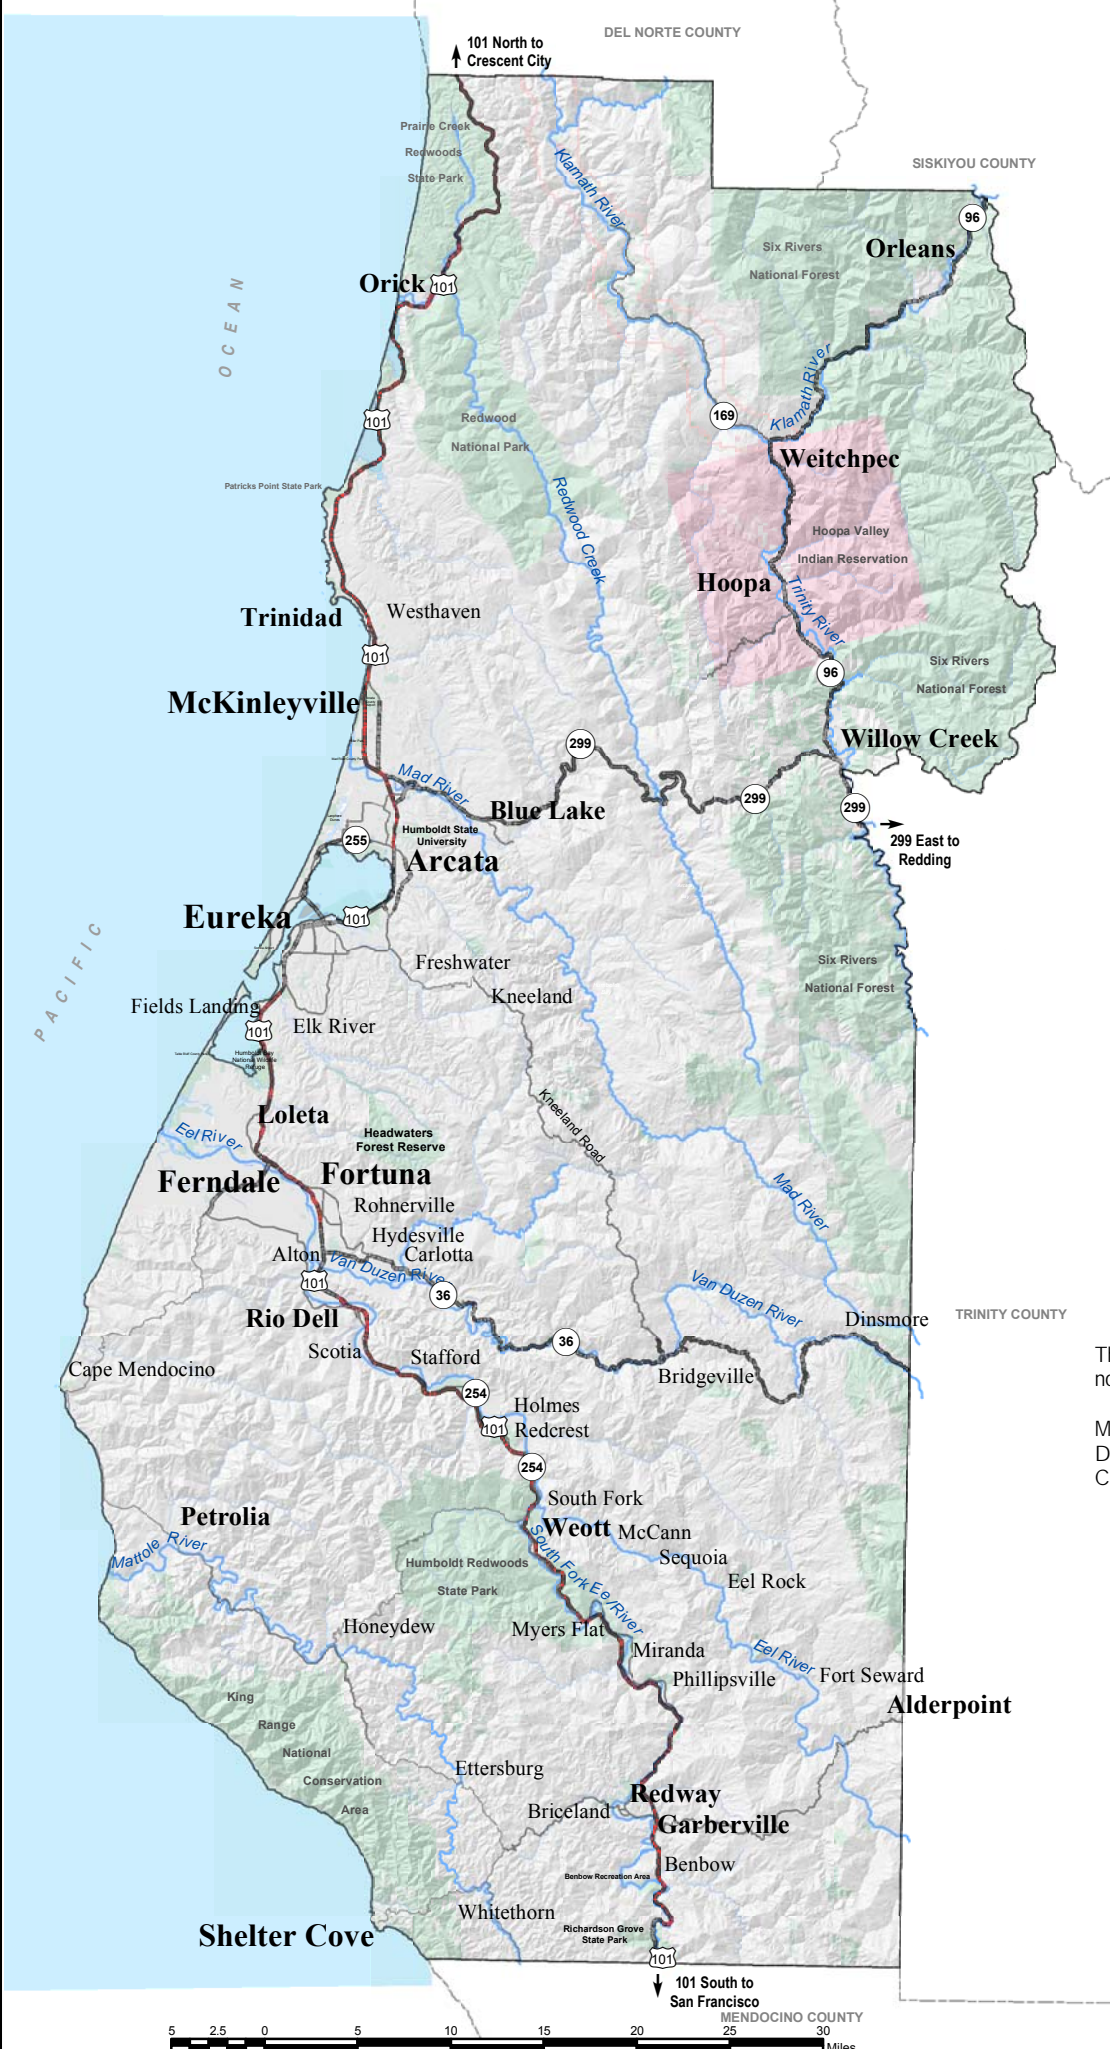 DEL NORTE COUNTY
101 North to
Crescent City
Prairie Creek
Redwoods
State Park
Klamath River
SISKIYOU COUNTY
96
Orleans
Six Rivers
National Forest
Orick
101
OCEAN
Klamath River
101
169
Redwood
National Park
Weitchpec
Patricks Point State Park
Redwood Creek
Hoopa Valley
Indian Reservation
Hoopa
Trinity River
Trinidad
Westhaven
101
96
Six Rivers
National Forest
McKinleyville
Willow Creek
299
Mad River
299
299
Blue Lake
299 East to
Redding
255
Humboldt State
University
Arcata
Eureka
101
PACIFIC
Freshwater
Six Rivers
National Forest
Kneeland
Fields Landing
101
Elk River
Humboldt Bay
National Wildlife
Refuge
Kneeland Road
Loleta
Eel River
Headwaters
Forest Reserve
Ferndale
Fortuna
Rohnerville
Mad River
Hydesville
Alton
Carlotta
Van Duzen River
101
36
Van Duzen River
Rio Dell
Dinsmore
TRINITY COUNTY
36
Scotia
Stafford
Bridgeville
Cape Mendocino
254
Holmes
101
Redcrest
254
South Fork
Petrolia
Weott
McCann
Mattole River
Sequoia
Humboldt Redwoods
State Park
South Fork Eel River
Eel Rock
Honeydew
Myers Flat
Miranda
Eel River
Phillipsville
Fort Seward
Alderpoint
King
Range
National
Conservation
Area
Ettersburg
Redway
Briceland
Garberville
Benbow
Benbow Recreation Area
Whitethorn
Richardson Grove
State Park
Shelter Cove
101
101 South to
San Francisco
MENDOCINO COUNTY
5 2.5 0 5 10 15 20 25 30
Miles